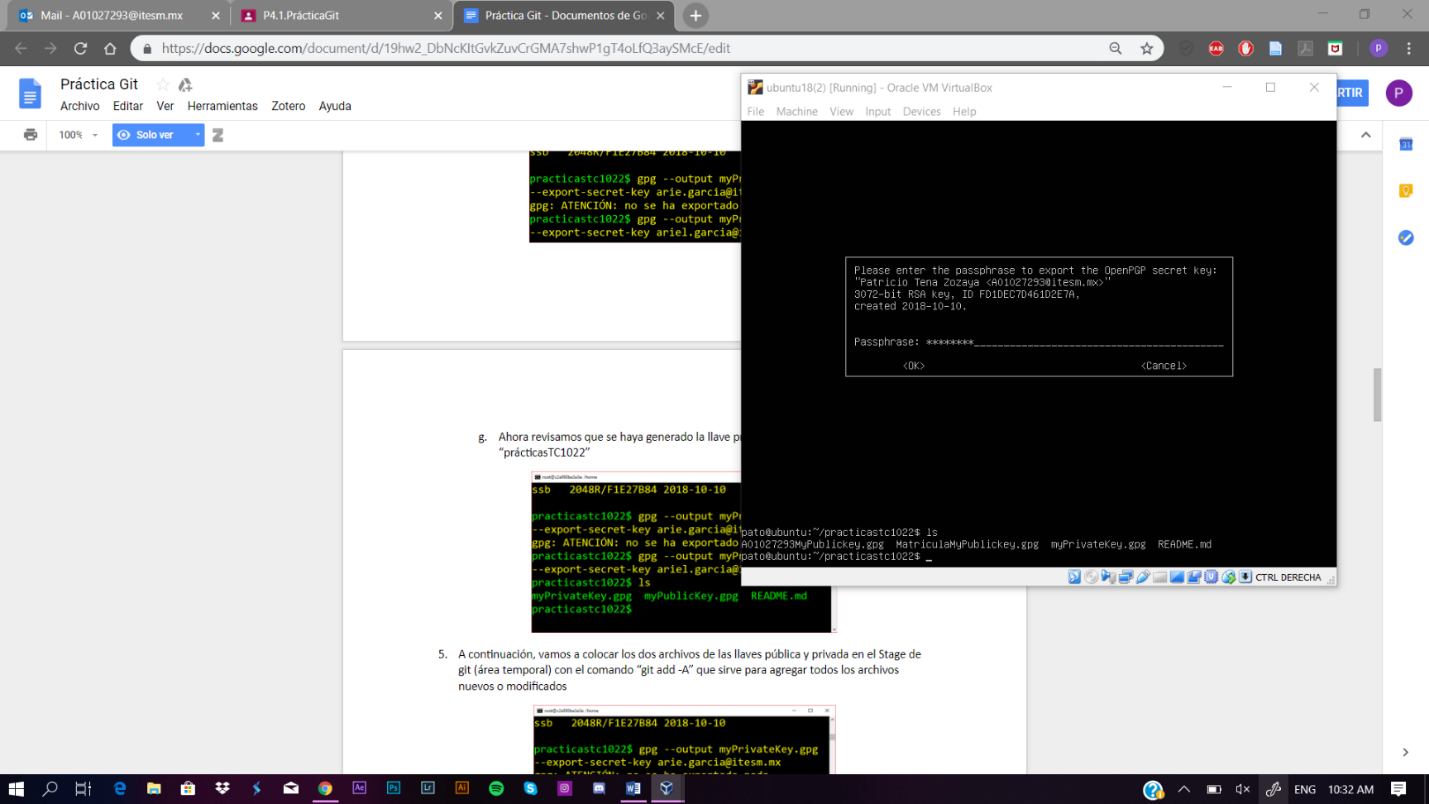 Mail - A01027293@itesm.mx
P4.1.PrácticaGit
Práctica Git - Documentos de Go
https://docs.google.com/document/d/19hw2_DbNcKItGvkZuvCrGMA7shwP1gT4oLfQ3aySMcE/edit
Práctica Git
Archivo Editar Ver Herramientas Zotero Ayuda
100% Solo ver
RTIR
P
ssb 2048R/F1E27B84 2018-10-10
practicastc1022$ gpg --output myPr
--export-secret-key arie.garcia@it
gpg: ATENCIÓN: no se ha exportado
practicastc1022$ gpg --output myPr
--export-secret-key ariel.garcia@i
g. Ahora revisamos que se haya generado la llave pr
"prácticasTC1022"
ssb 2048R/F1E27B84 2018-10-10
practicastc1022$ gpg --output myPr
--export-secret-key arie.garcia@it
gpg: ATENCIÓN: no se ha exportado
practicastc1022$ gpg --output myPr
--export-secret-key ariel.garcia@
practicastc1022$ ls
myPrivateKey.gpg myPublicKey.gpg README.md
practicastc1022$
5. A continuación, vamos a colocar los dos archivos de las llaves pública y privada en el Stage de
git (área temporal) con el comando "git add -A" que sirve para agregar todos los archivos
nuevos o modificados
ssb 2048R/F1E27B84 2018-10-10
practicastc1022$ gpg --output myPrivateKey.gpg
--export-secret-key arie.garcia@itesm.mx
ubuntu18(2) [Running] - Oracle VM VirtualBox
File Machine View Input Devices Help
Please enter the passphrase to export the OpenPGP secret key:
"Patricio Tena Zozaya <A01027293@itesm.mx>"
3072-bit RSA key, ID FD1DEC7D461D2E7A,
created 2018-10-10.
Passphrase: ********
<OK> <Cancel>
pato@ubuntu:~/practicastc1022$ ls
A01027293MyPublickey.gpg MatriculaMyPublickey.gpg myPrivateKey.gpg README.md
pato@ubuntu:~/practicastc1022$ _
CTRL DERECHA
ENG 10:32 AM